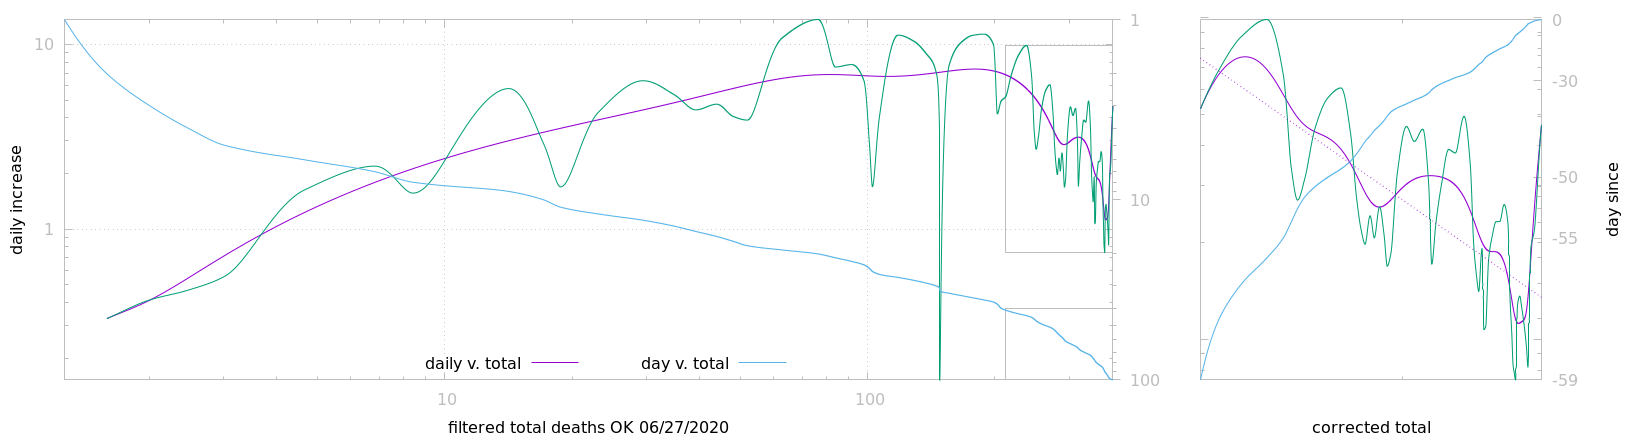 daily increase
10
1
10
100
1
10
100
daily v. total
day v. total
filtered total deaths OK 06/27/2020
0
-30
-50
-55
-59
day since
corrected total